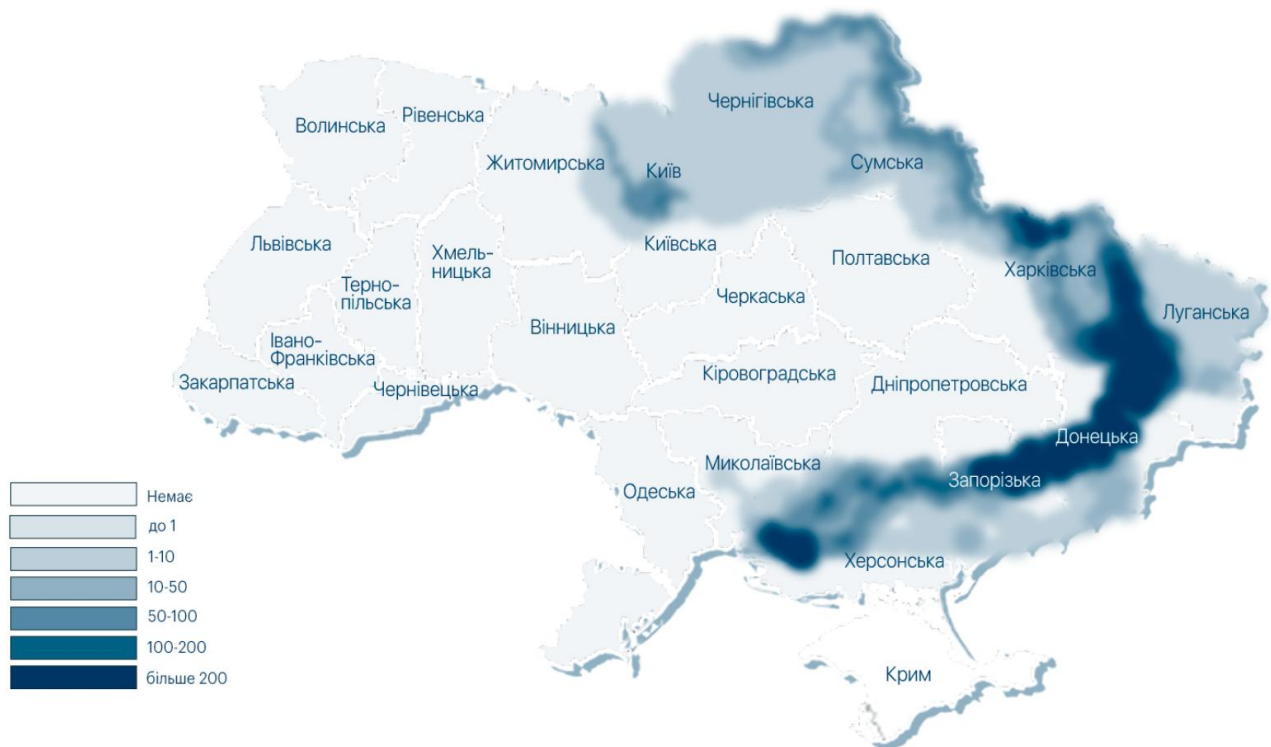 Чернігівська
Рівенська
Волинська
Житомирська
Київ
Сумська
Львівська
Хмель-
ницька
Київська
Полтавська
Харківська
Терно-
пільська
Черкаська
Луганська
Вінницька
Івано-
Франківська
Закарпатська
Чернівецька
Кіровоградська
Дніпропетровська
Донецька
Миколаївська
Запорізька
Одеська
Херсонська
Крим
Немає
до 1
1-10
10-50
50-100
100-200
більше 200